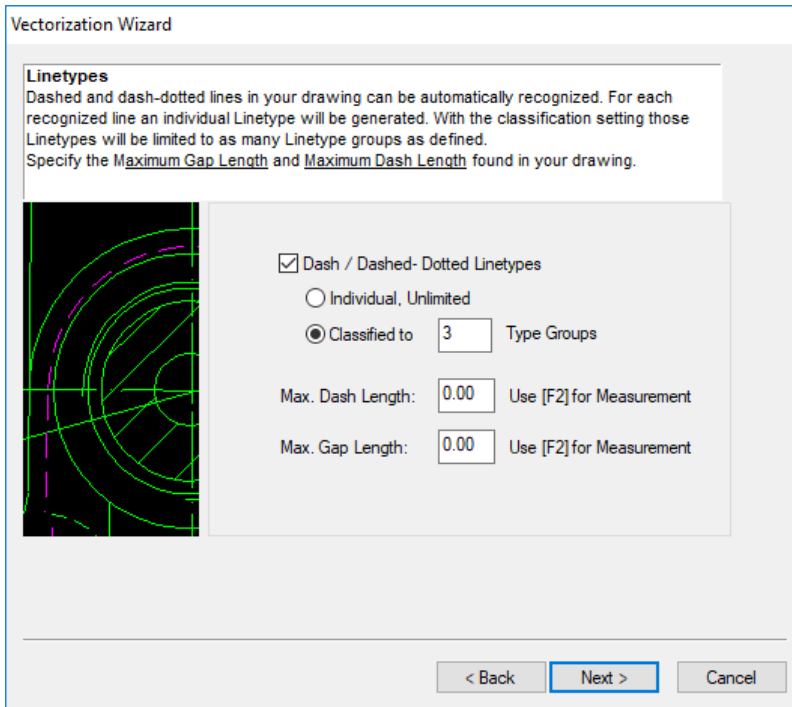 Vectorization Wizard
Linetypes
Dashed and dash-dotted lines in your drawing can be automatically recognized. For each
recognized line an individual Linetype will be generated. With the classification setting those
Linetypes will be limited to as many Linetype groups as defined.
Specify the Maximum Gap Length and Maximum Dash Length found in your drawing.
Dash / Dashed- Dotted Linetypes
Individual, Unlimited
Classified to 3 Type Groups
Max. Dash Length: 0.00 Use [F2] for Measurement
Max. Gap Length: 0.00 Use [F2] for Measurement
< Back Next > Cancel